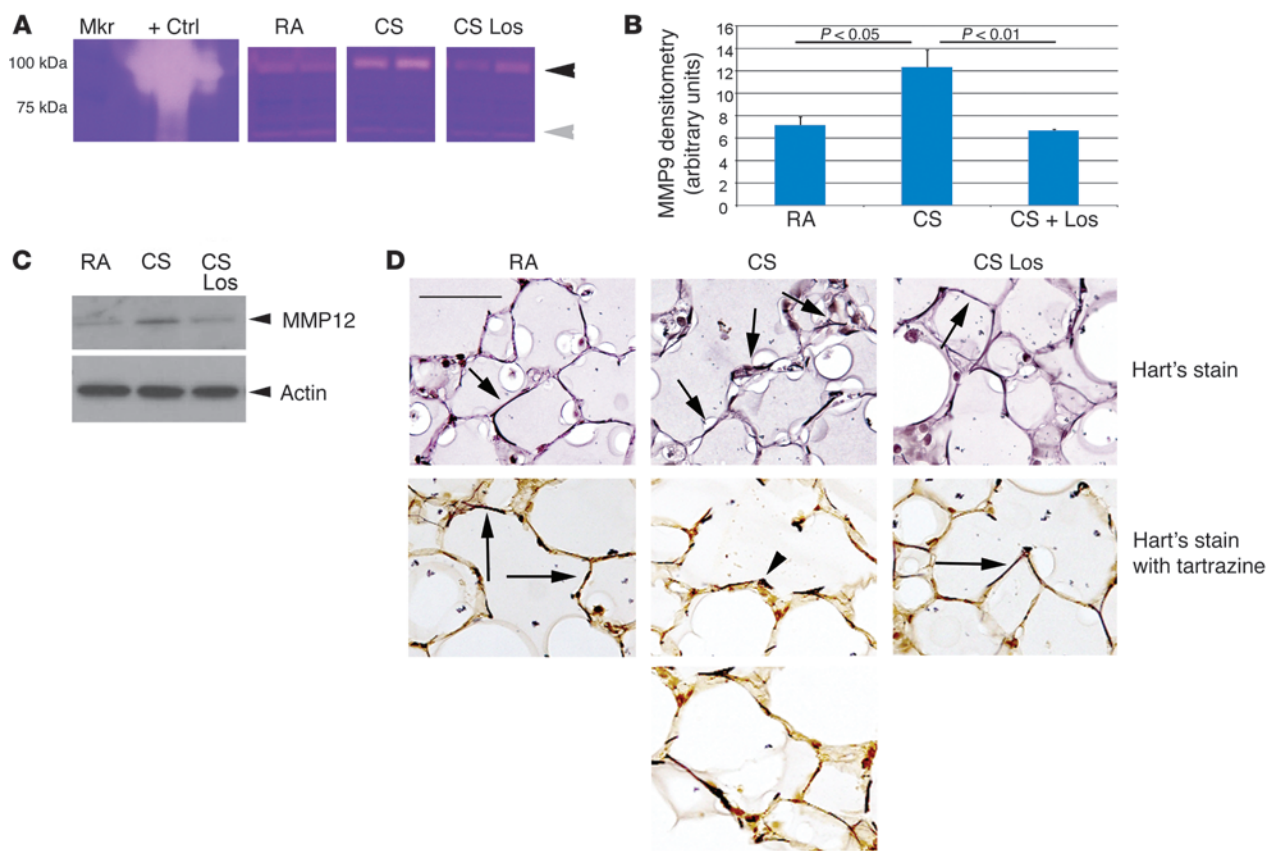 A
Mkr + Ctrl RA CS CS Los
100 kDa
75 kDa
B
MMP9 densitometry
(arbitrary units)
16
14
12
10
8
6
4
2
0
P < 0.05
P < 0.01
RA CS CS + Los
C
RA CS CS
Los
MMP12
Actin
D
RA CS CS Los
Hart's stain
Hart's stain
with tartrazine